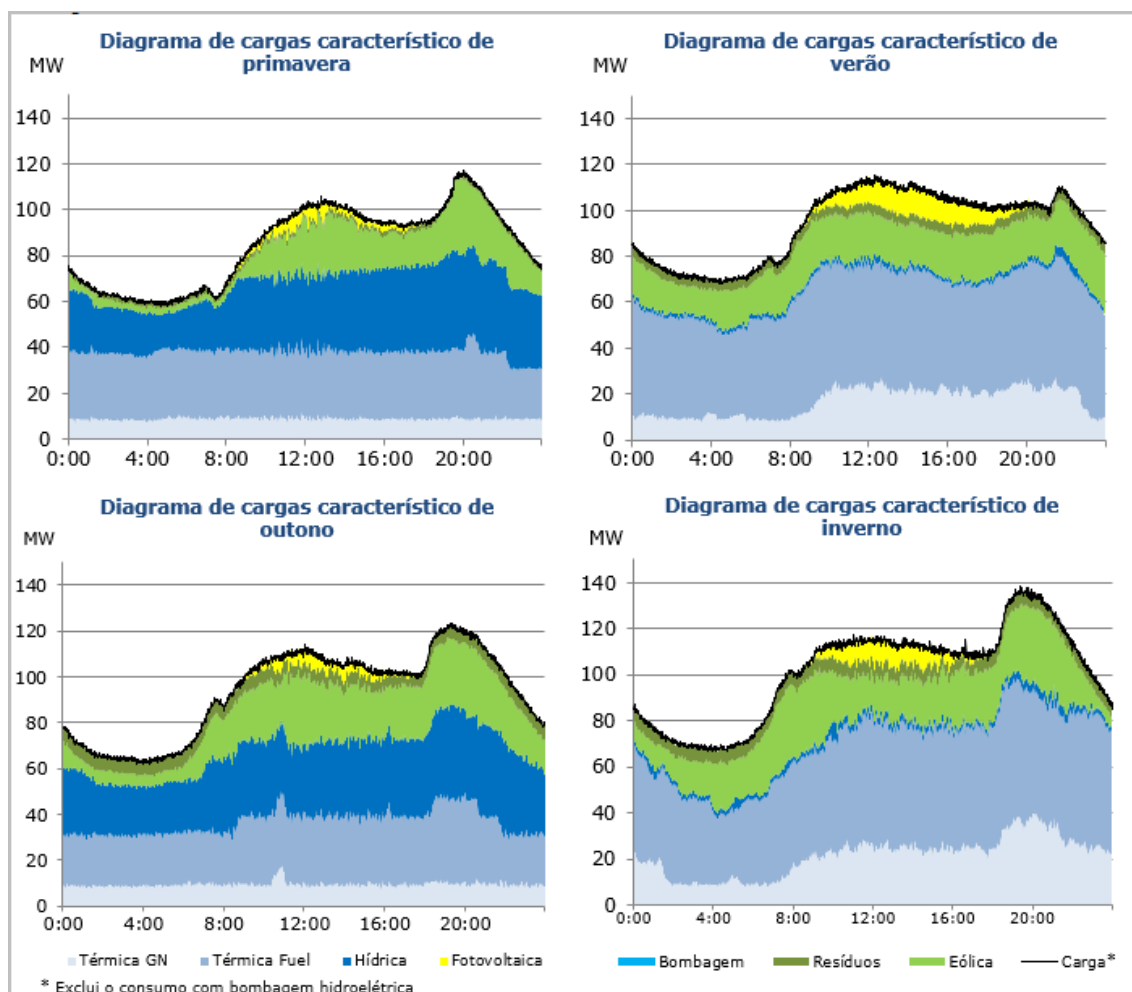 Diagrama de cargas característico de
primavera
MW
140
120
100
80
60
40
20
0
0:00 4:00 8:00 12:00 16:00 20:00
Diagrama de cargas característico de
verão
MW
140
120
100
80
60
40
20
0
0:00 4:00 8:00 12:00 16:00 20:00
Diagrama de cargas característico de
outono
MW
140
120
100
80
60
40
20
0
0:00 4:00 8:00 12:00 16:00 20:00
Diagrama de cargas característico de
inverno
MW
140
120
100
80
60
40
20
0
0:00 4:00 8:00 12:00 16:00 20:00
Térmica GN Térmica Fuel Hídrica Fotovoltaica Bombagem Resíduos Eólica Carga*
* Exclui o consumo com bombagem hidroelétrica